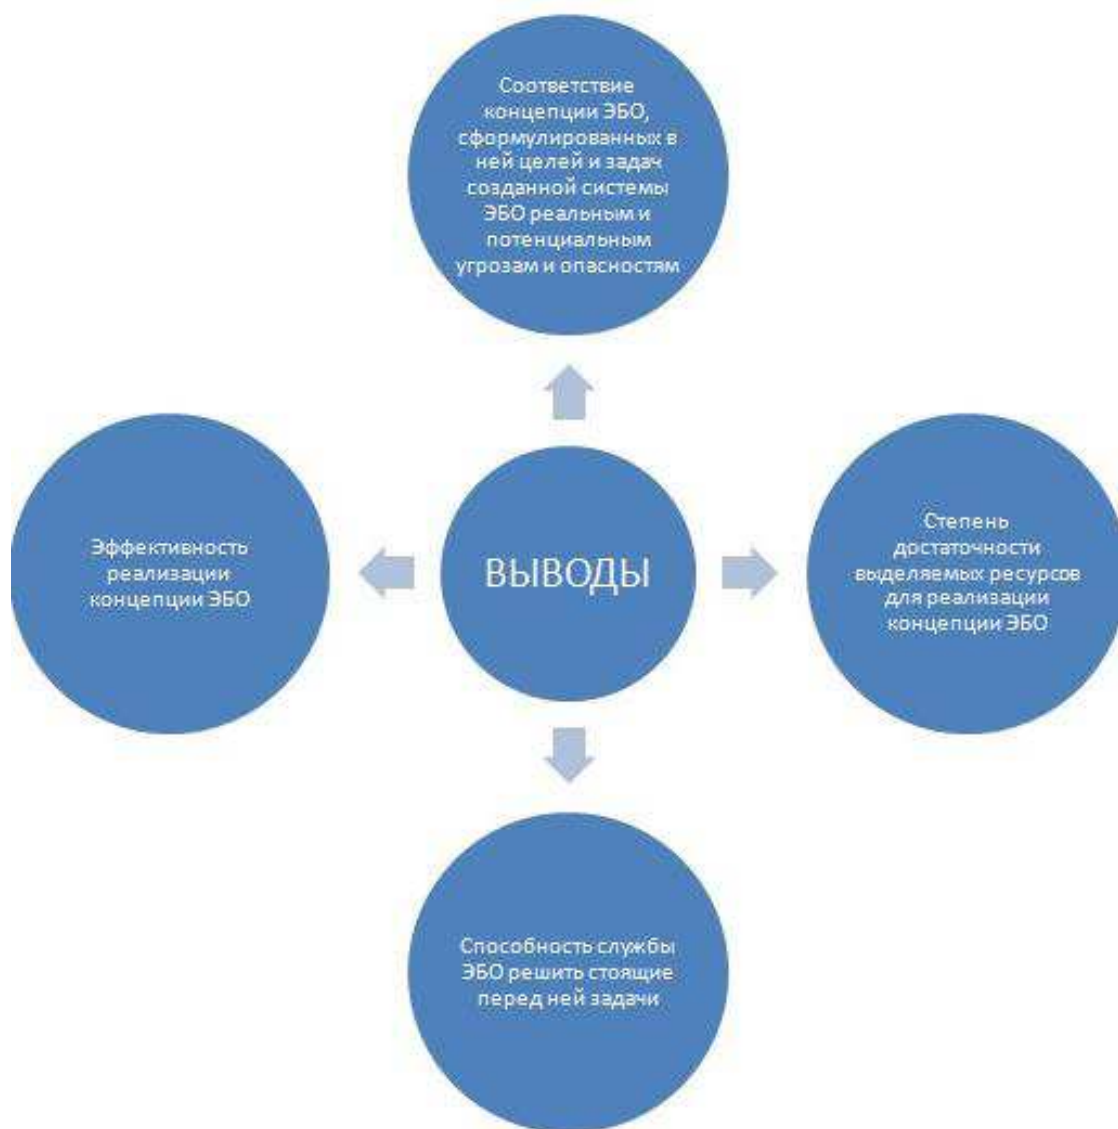 Соответствие
концепции ЭБО,
сформулированных в
ней целей и задач
созданной системы
ЭБО реальным и
потенциальным
угрозам и опасностям
Эффективность
реализации
концепции ЭБО
ВЫВОДЫ
Степень
достаточности
выделяемых ресурсов
для реализации
концепции ЭБО
Способность службы
ЭБО решить стоящие
перед ней задачи